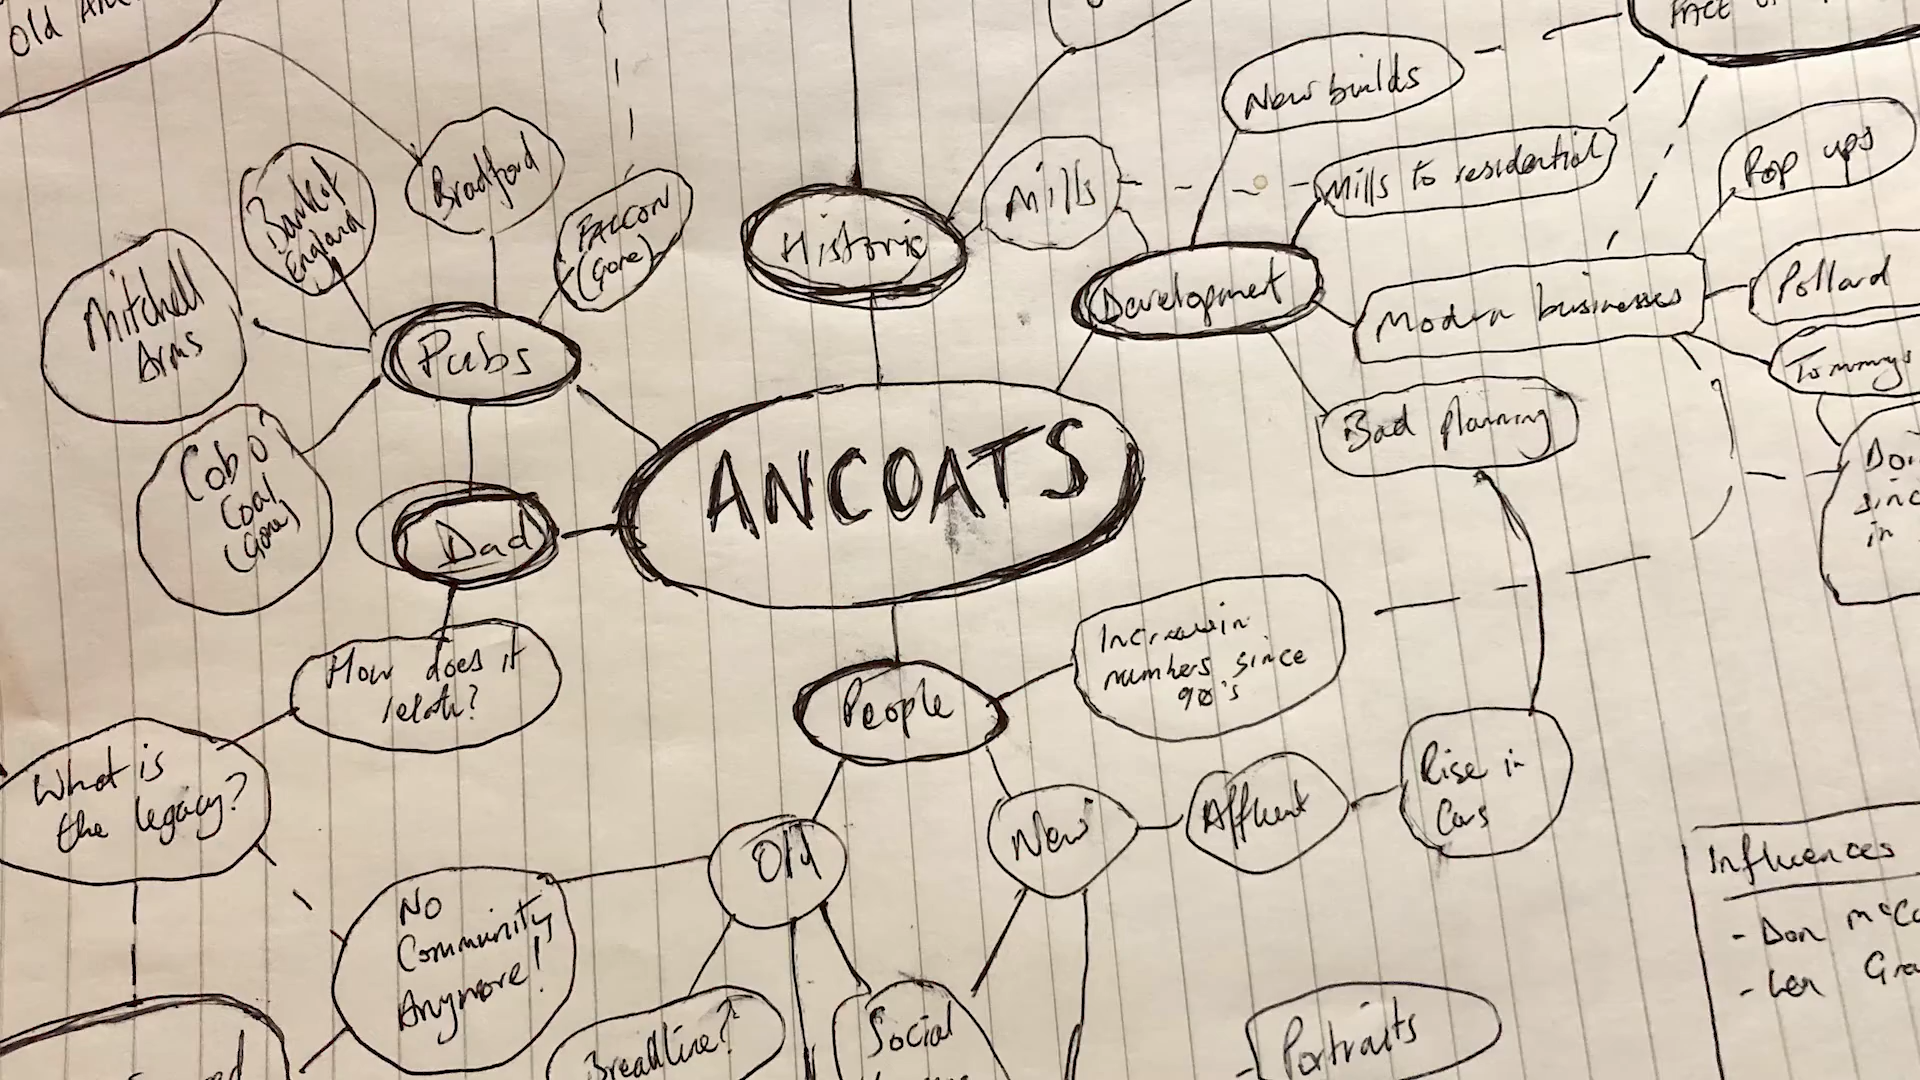 Old
New builds
Mills to residential
Pop ups
Mills
Bradford
Bank of
England
FALCON
(Gone)
Historic
Mitchell
Arms
Pubs
Development
Modern businesses
Pollard
Tommys
Bad planning
Cob O'
Coal
(Gone)
ANCOATS
Dad
in
How does it
relate?
Increase in
numbers since
90's
People
What is
the legacy?
Old
New
Affluent
Rise in
Cars
No
Community
Anymore!
Influences
- Don
- Len
Breadline?
Social
Portraits